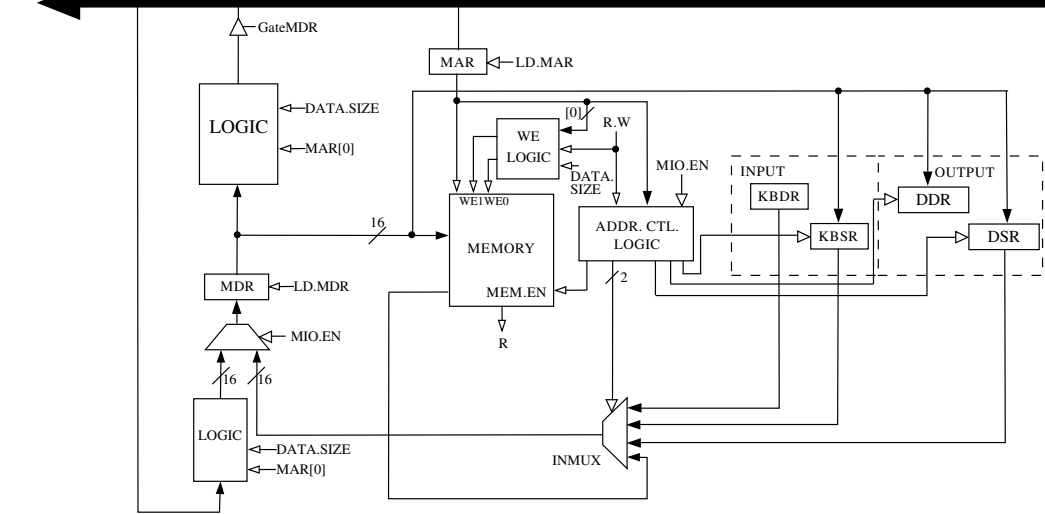 GateMDR
MAR
LD.MAR
LOGIC
DATA.SIZE
MAR[0]
[0]
R.W
WE
LOGIC
DATA.
SIZE
MIO.EN
INPUT
KBDR
OUTPUT
DDR
WE1 WE0
16
MEMORY
ADDR. CTL.
LOGIC
KBSR
DSR
MDR
LD.MDR
MEM.EN
2
R
MIO.EN
16
16
LOGIC
DATA.SIZE
MAR[0]
INMUX